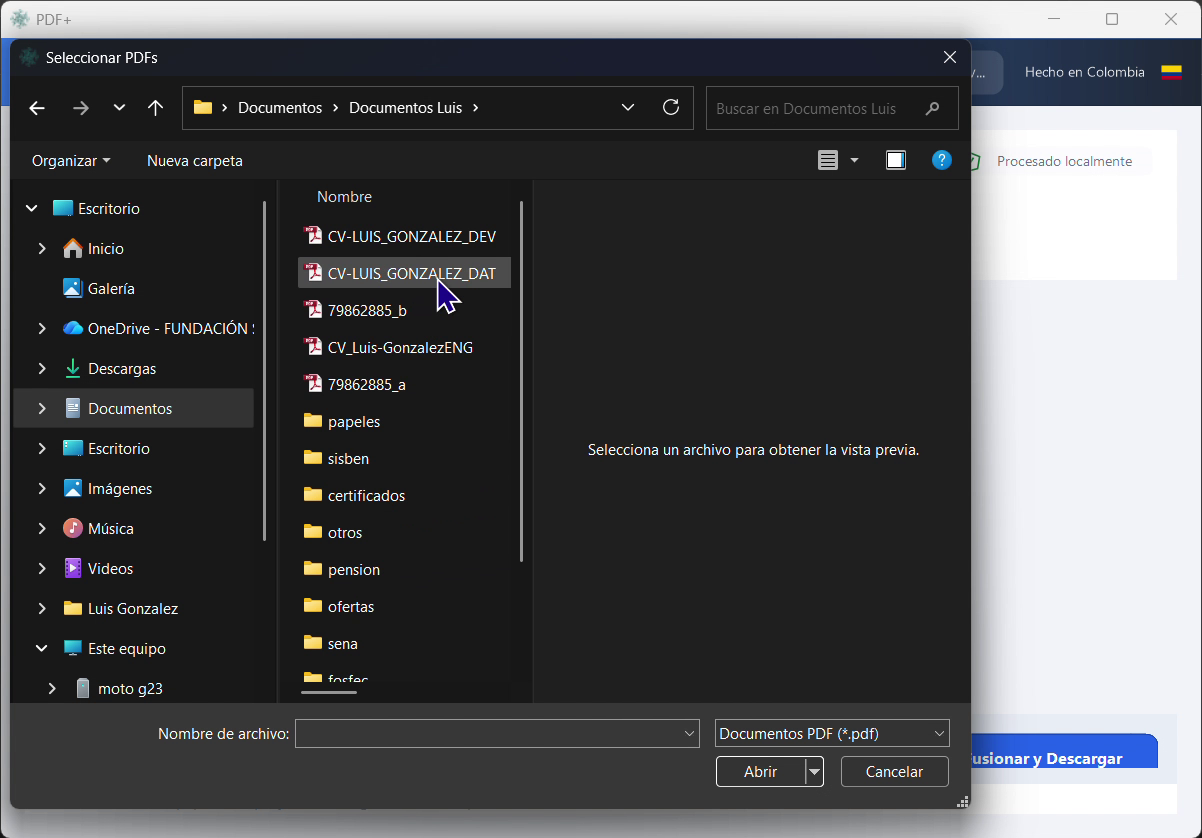 PDF+
Seleccionar PDFs
Hecho en Colombia
Documentos
Documentos Luis
Buscar en Documentos Luis
Organizar
Nueva carpeta
Procesado localmente
Escritorio
Inicio
Galería
OneDrive - FUNDACIÓN
Descargas
Documentos
Escritorio
Imágenes
Música
Videos
Luis Gonzalez
Este equipo
moto g23
Nombre
CV-LUIS_GONZALEZ_DEV
CV-LUIS_GONZALEZ_DAT
79862885_b
CV_Luis-GonzalezENG
79862885_a
papeles
sisben
certificados
otros
pension
ofertas
sena
fosfec
Selecciona un archivo para obtener la vista previa.
Nombre de archivo:
Documentos PDF (*.pdf)
Abrir
Cancelar
usionar y Descargar